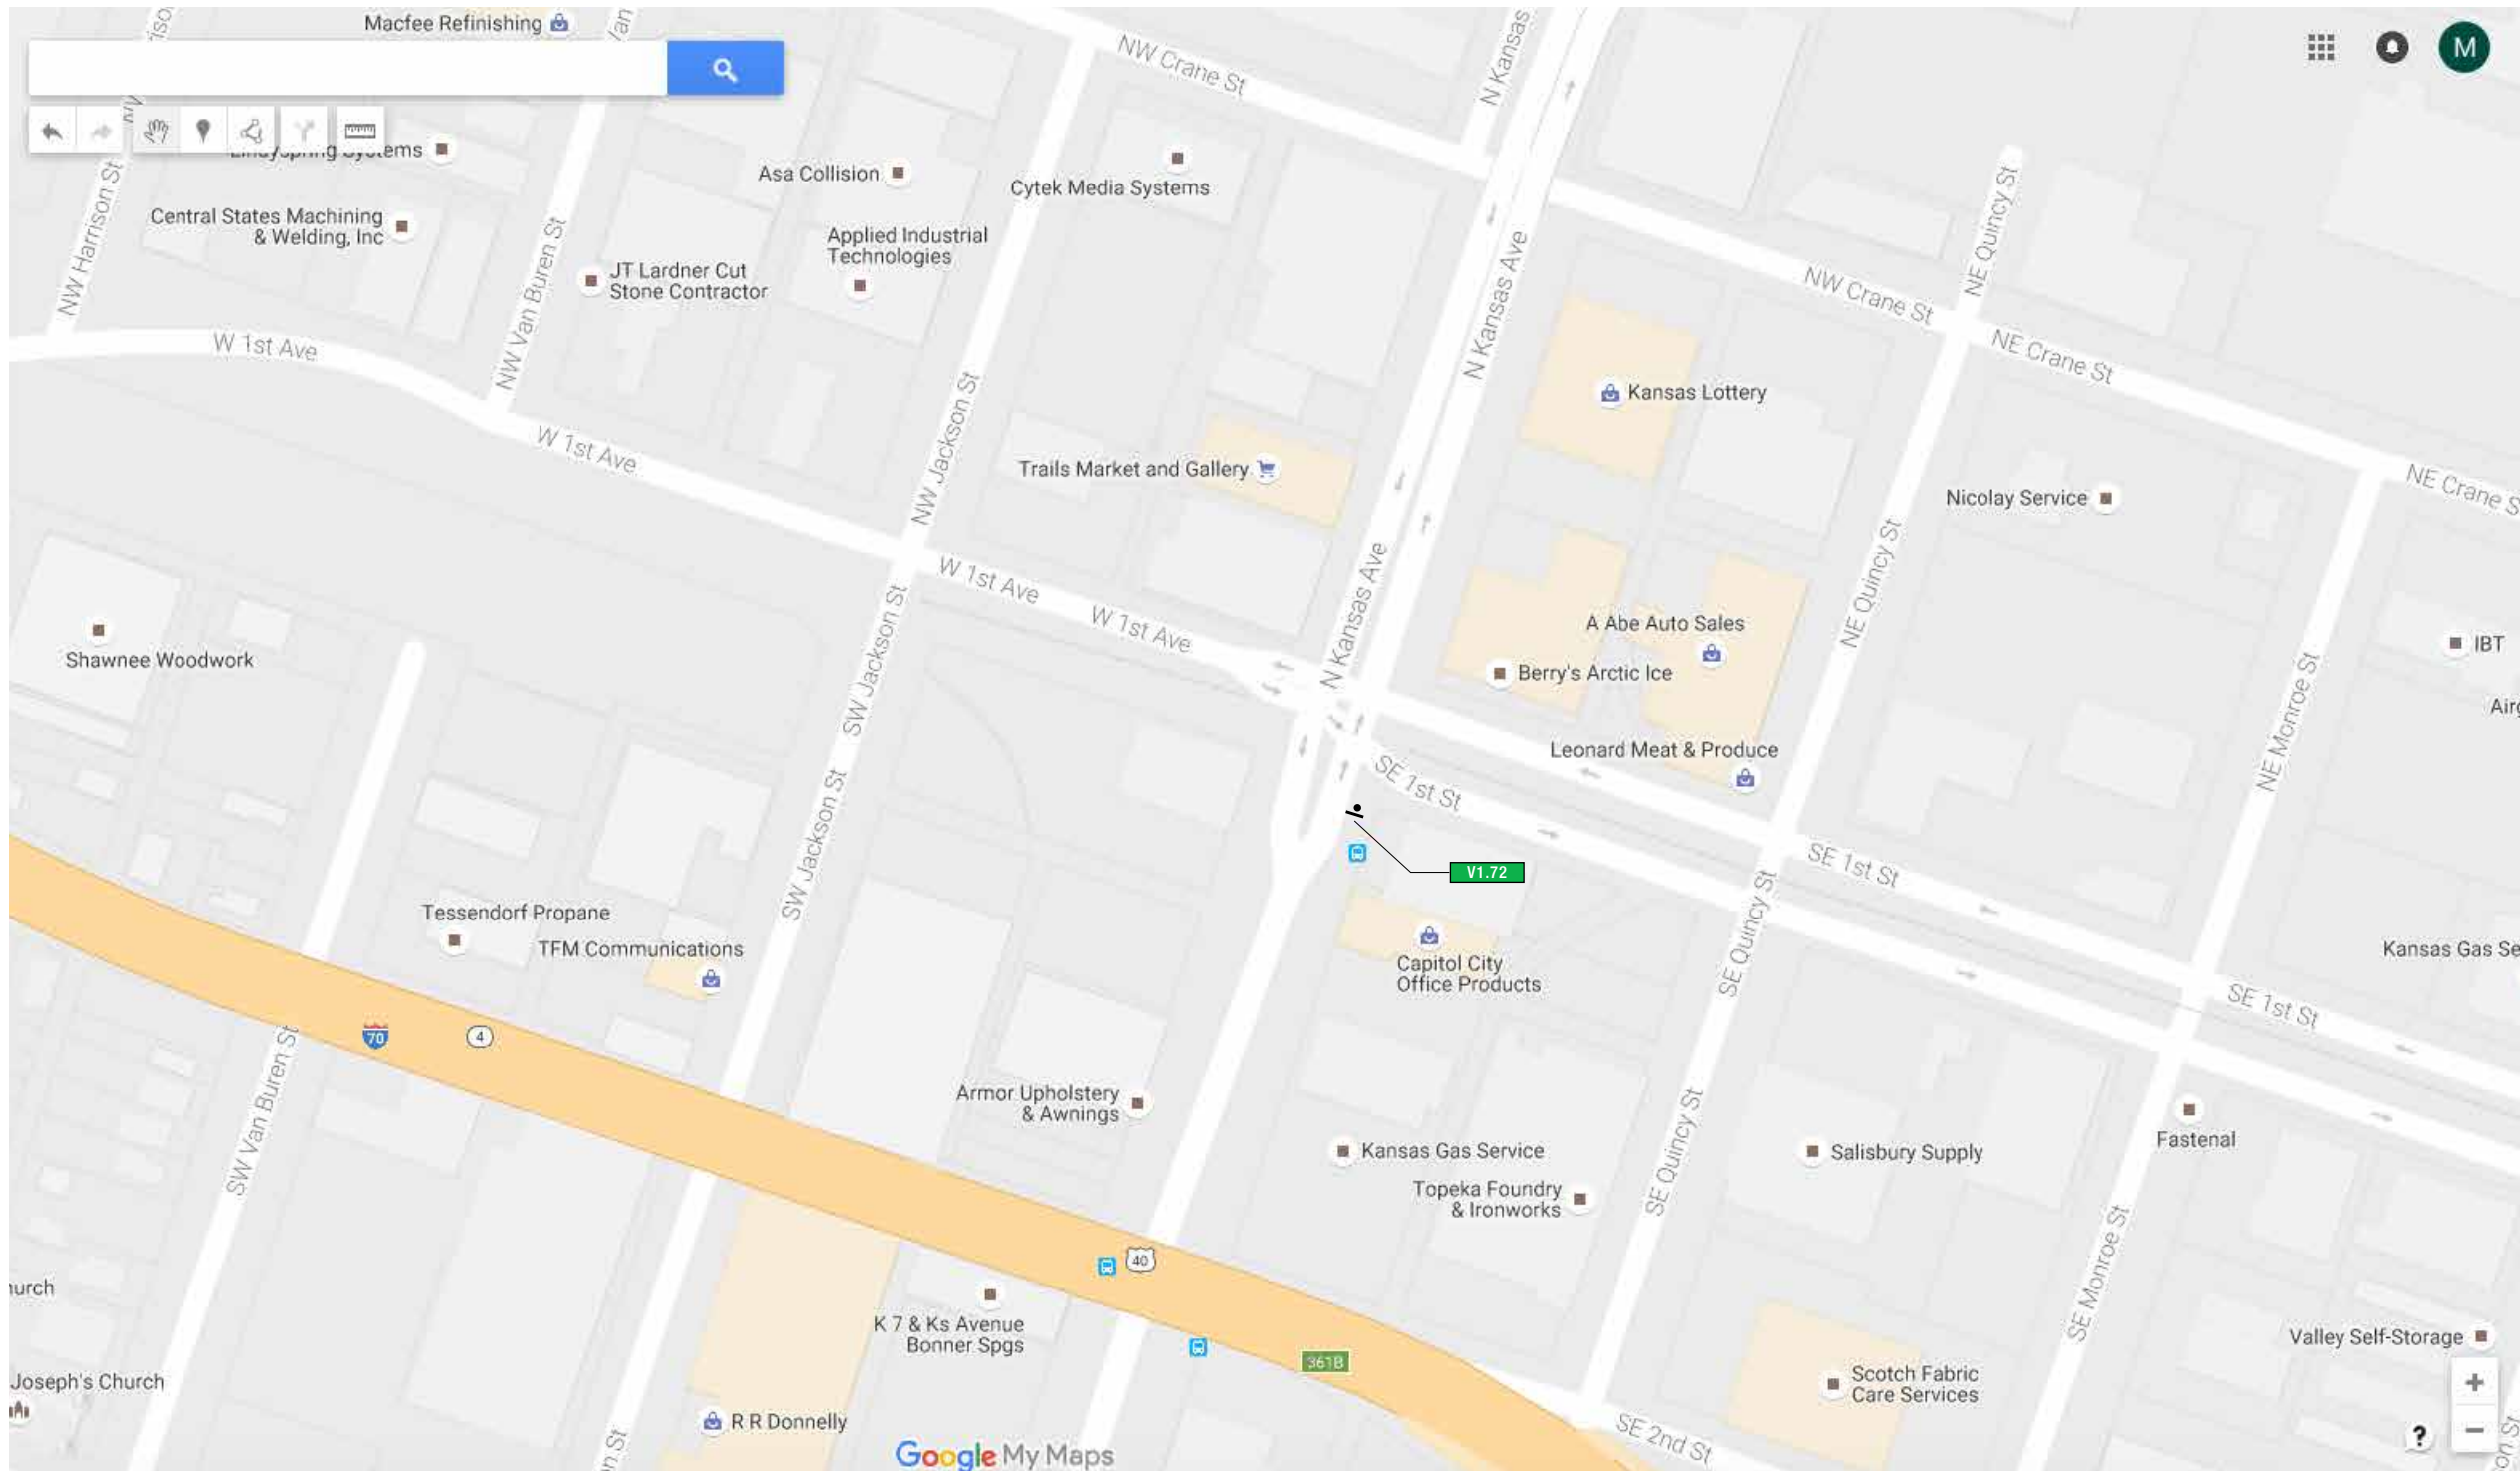 Macfee Refinishing
NW Crane St
N Kansas
M
Systems
Asa Collision
Cytek Media Systems
NW Harrison St
Central States Machining
& Welding, Inc
NW Van Buren St
JT Lardner Cut
Stone Contractor
Applied Industrial
Technologies
N Kansas Ave
NE Quincy St
NW Crane St
NE Crane St
W 1st Ave
W 1st Ave
NW Jackson St
Kansas Lottery
Trails Market and Gallery
Nicolay Service
NE Crane S
W 1st Ave
W 1st Ave
N Kansas Ave
NE Quincy St
A Abe Auto Sales
Berry's Arctic Ice
IBT
Shawnee Woodwork
SW Jackson St
NE Monroe St
Leonard Meat & Produce
SE 1st St
SW Jackson St
V1.72
SE 1st St
Tessendorf Propane
TFM Communications
SE Quincy St
Capitol City
Office Products
Kansas Gas Se
SE 1st St
70
4
SW Van Buren St
Armor Upholstery
& Awnings
Kansas Gas Service
Topeka Foundry
& Ironworks
SE Quincy St
Salisbury Supply
Fastenal
SE Monroe St
40
K 7 & Ks Avenue
Bonner Spgs
361B
Valley Self-Storage
Joseph's Church
Scotch Fabric
Care Services
R R Donnelly
SE 2nd St
+
?
−
Google My Maps